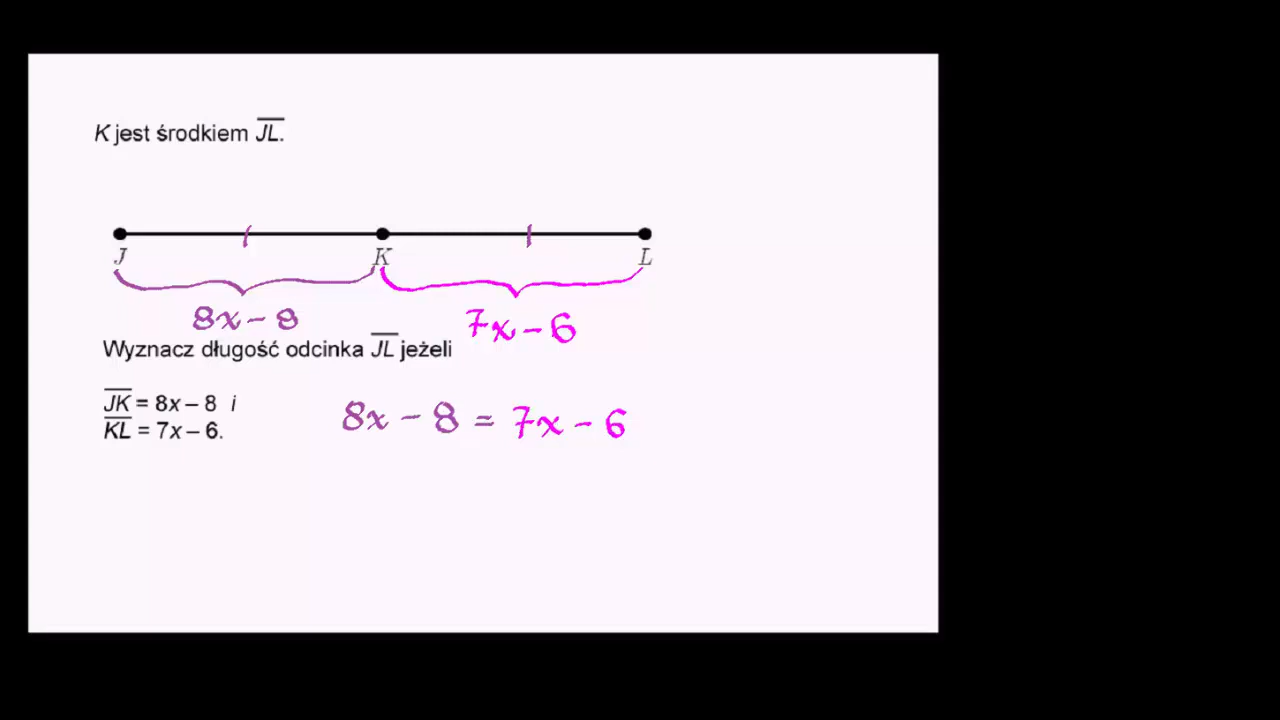 K jest środkiem JL.
J K L
8x – 8 7x – 6
Wyznacz długość odcinka JL jeżeli
JK = 8x – 8 i
KL = 7x – 6.
8x – 8 = 7x – 6